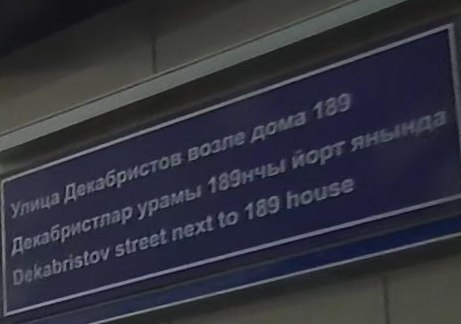 Улица Декабристов возле дома 189
Декабристлар урамы 189нчы йорт янында
Dekabristov street next to 189 house